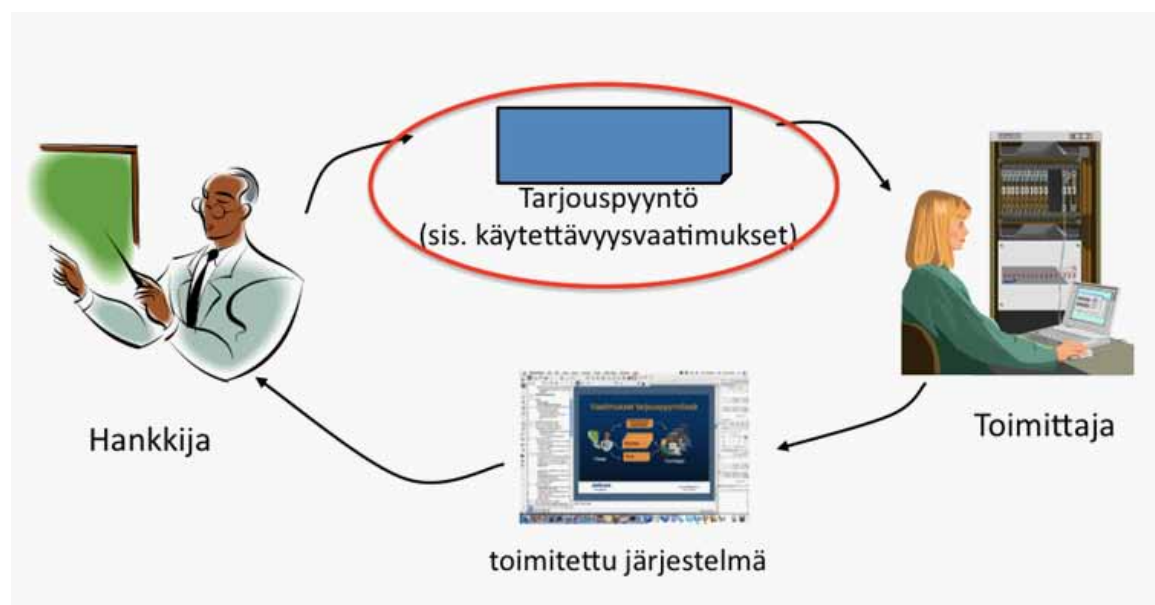 Tarjouspyyntö
(sis. käytettävyysvaatimukset)
Hankkija
Toimittaja
toimitettu järjestelmä